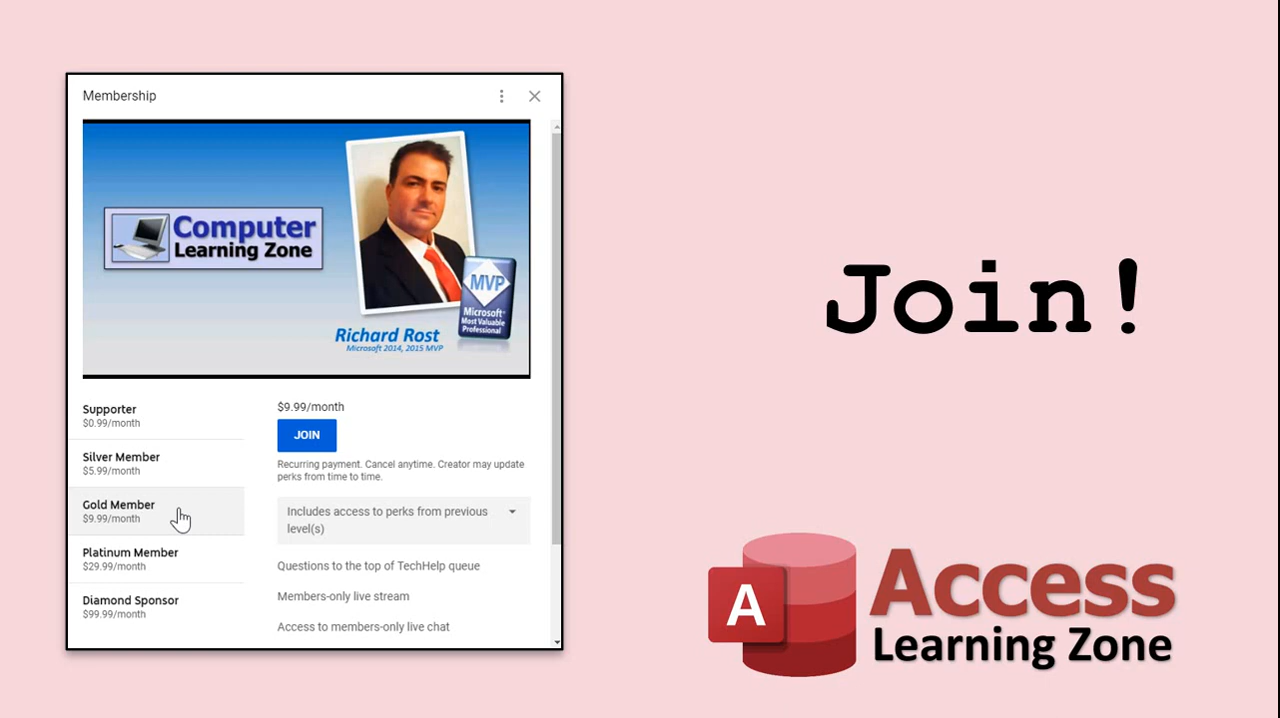 Membership
Computer
Learning Zone
MVP
Microsoft®
Most Valuable
Professional
Richard Rost
Microsoft 2014, 2015 MVP
Supporter
$0.99/month
Silver Member
$5.99/month
Gold Member
$9.99/month
Platinum Member
$29.99/month
Diamond Sponsor
$99.99/month
$9.99/month
JOIN
Recurring payment. Cancel anytime. Creator may update
perks from time to time.
Includes access to perks from previous
level(s)
Questions to the top of TechHelp queue
Members-only live stream
Access to members-only live chat
Join!
A
Access
Learning Zone